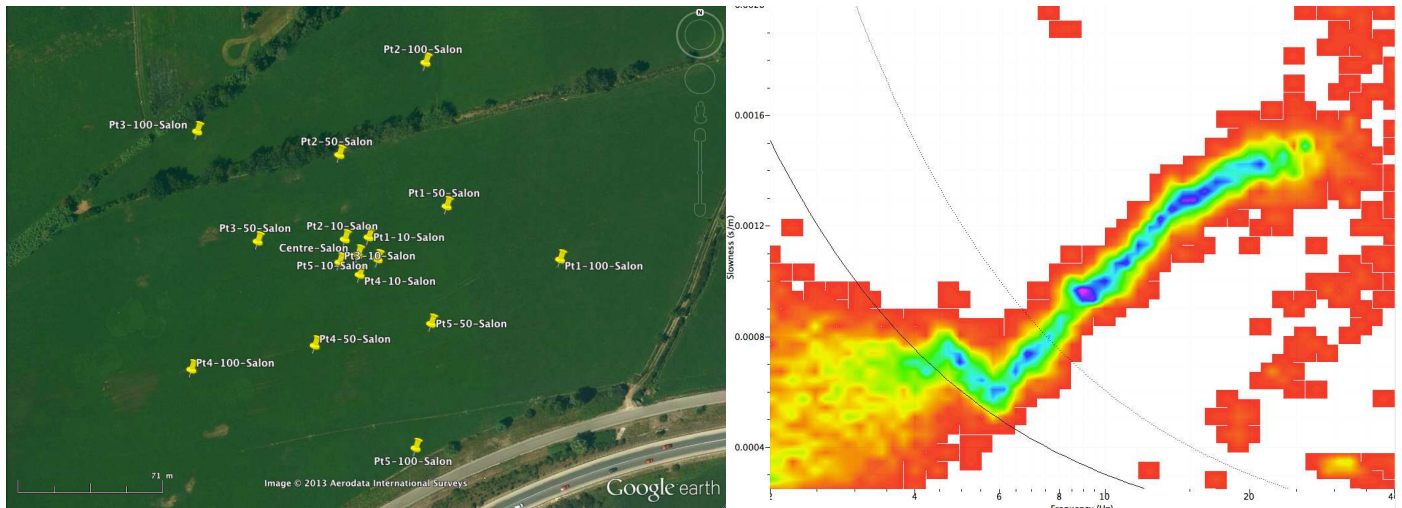 N
Pt2-100-Salon
Pt3-100-Salon
Pt2-50-Salon
Pt1-50-Salon
Pt3-50-Salon
Pt2-10-Salon
Pt1-10-Salon
Centre-Salon
Pt3-10-Salon
Pt5-10-Salon
Pt1-100-Salon
Pt4-10-Salon
Pt5-50-Salon
Pt4-50-Salon
Pt4-100-Salon
Pt5-100-Salon
71 m
Image © 2013 Aerodata International Surveys
Google earth
0.0016
0.0012
0.0008
0.0004
Slowness (s/m)
2 4 6 8 10 20
Frequency (Hz)